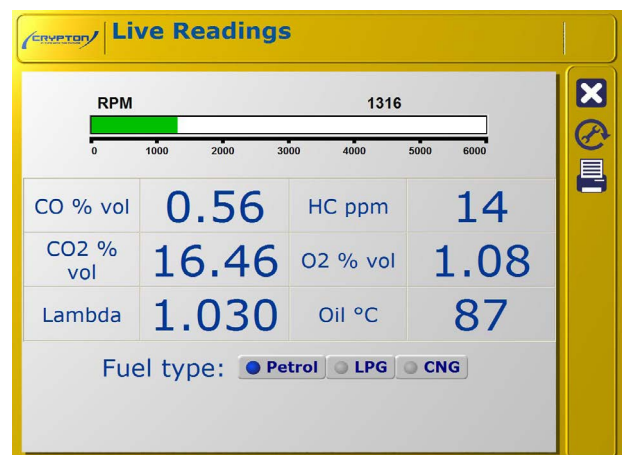 CRYPTON
Live Readings
RPM 1316
0 1000 2000 3000 4000 5000 6000
CO % vol 0.56 HC ppm 14
CO2 % vol 16.46 O2 % vol 1.08
Lambda 1.030 Oil °C 87
Fuel type: Petrol LPG CNG